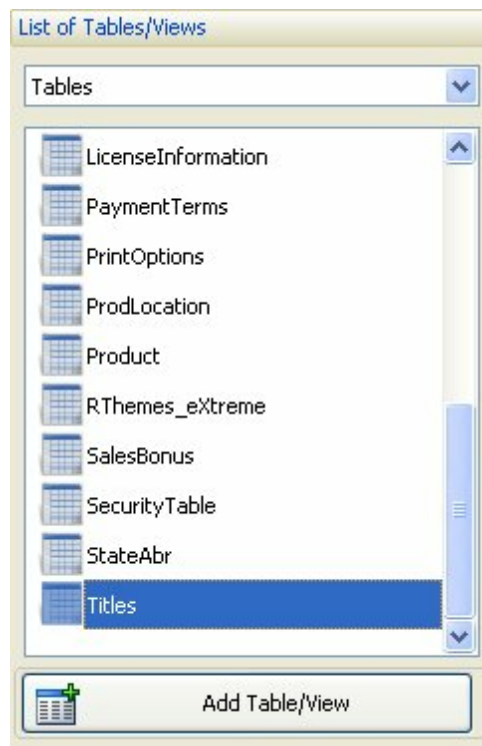 List of Tables/Views
Tables
LicenseInformation
PaymentTerms
PrintOptions
ProdLocation
Product
RThemes_eXtreme
SalesBonus
SecurityTable
StateAbr
Titles
Add Table/View